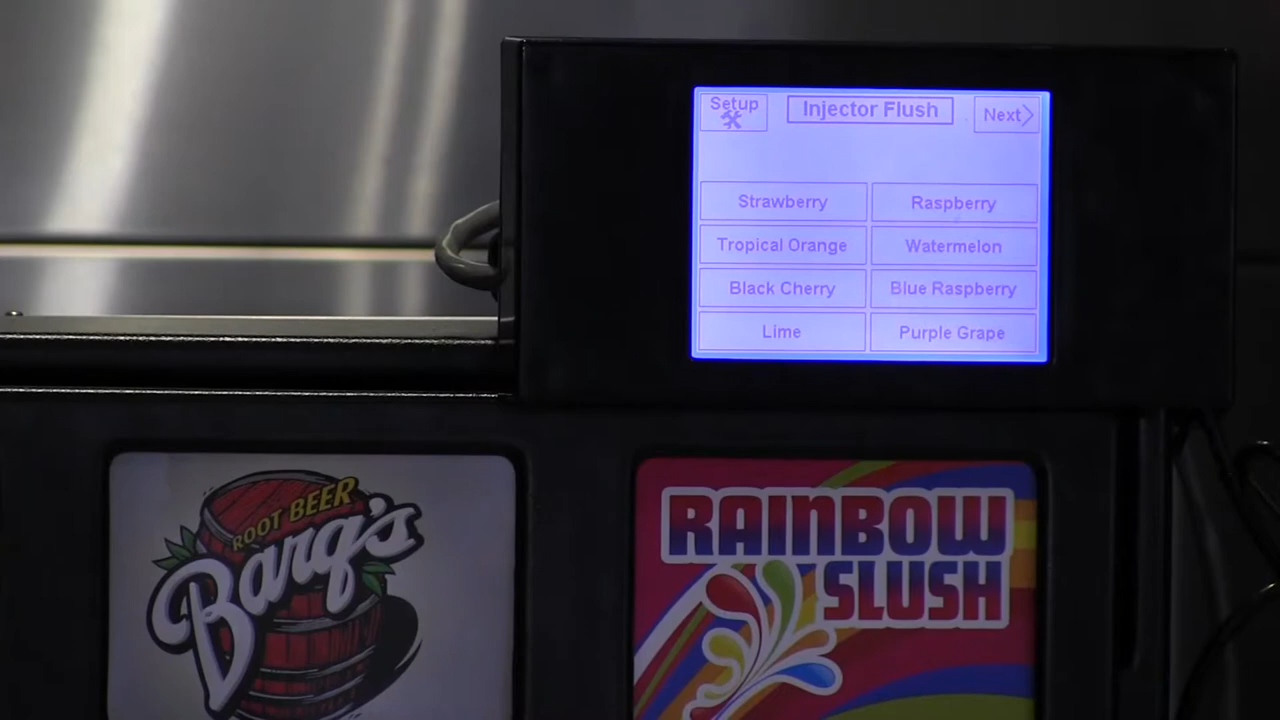 Setup
Injector Flush
Next
Strawberry
Raspberry
Tropical Orange
Watermelon
Black Cherry
Blue Raspberry
Lime
Purple Grape
ROOT BEER
Barq's
RAINBOW
SLUSH